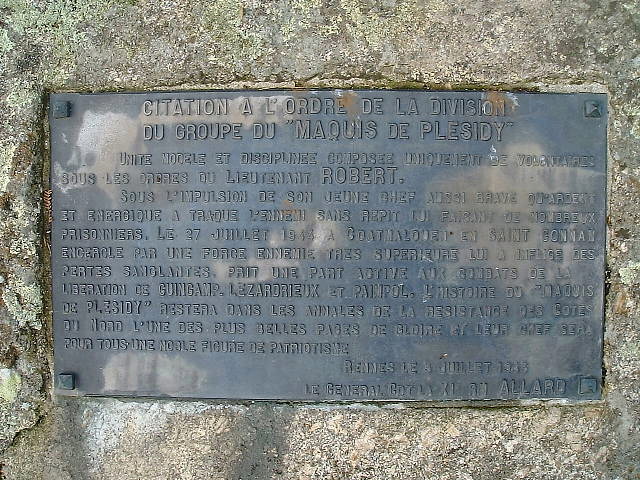 CITATION A L'ORDRE DE LA DIVISION
DU GROUPE DU "MAQUIS DE PLESIDY"
UNITE MODELE ET DISCIPLINEE COMPOSEE UNIQUEMENT DE VOLONTAIRES
SOUS LES ORDRES DU LIEUTENANT ROBERT.
SOUS L'IMPULSION DE SON JEUNE CHEF AUSSI BRAVE QU'ARDENT
ET ENERGIQUE A TRAQUE L'ENNEMI SANS REPIT LUI FAISANT DE NOMBREUX
PRISONNIERS. LE 27 JUILLET 1944 A COATMALOUEN EN SAINT CONNAN
ENCERCLE PAR UNE FORCE ENNEMIE TRES SUPERIEURE LUI A INFLIGE DES
PERTES SANGLANTES. PRIT UNE PART ACTIVE AUX COMBATS DE LA
LIBERATION DE GUINGAMP. LEZARDRIEUX ET PAIMPOL. L'HISTOIRE DU "MAQUIS
DE PLESIDY" RESTERA DANS LES ANNALES DE LA RESISTANCE DES COTES
DU NORD L'UNE DES PLUS BELLES PAGES DE GLOIRE ET LEUR CHEF SERA
POUR TOUS UNE NOBLE FIGURE DE PATRIOTISME
RENNES LE JUILLET 1945
LE GENERAL CDT LA XI RM ALLARD